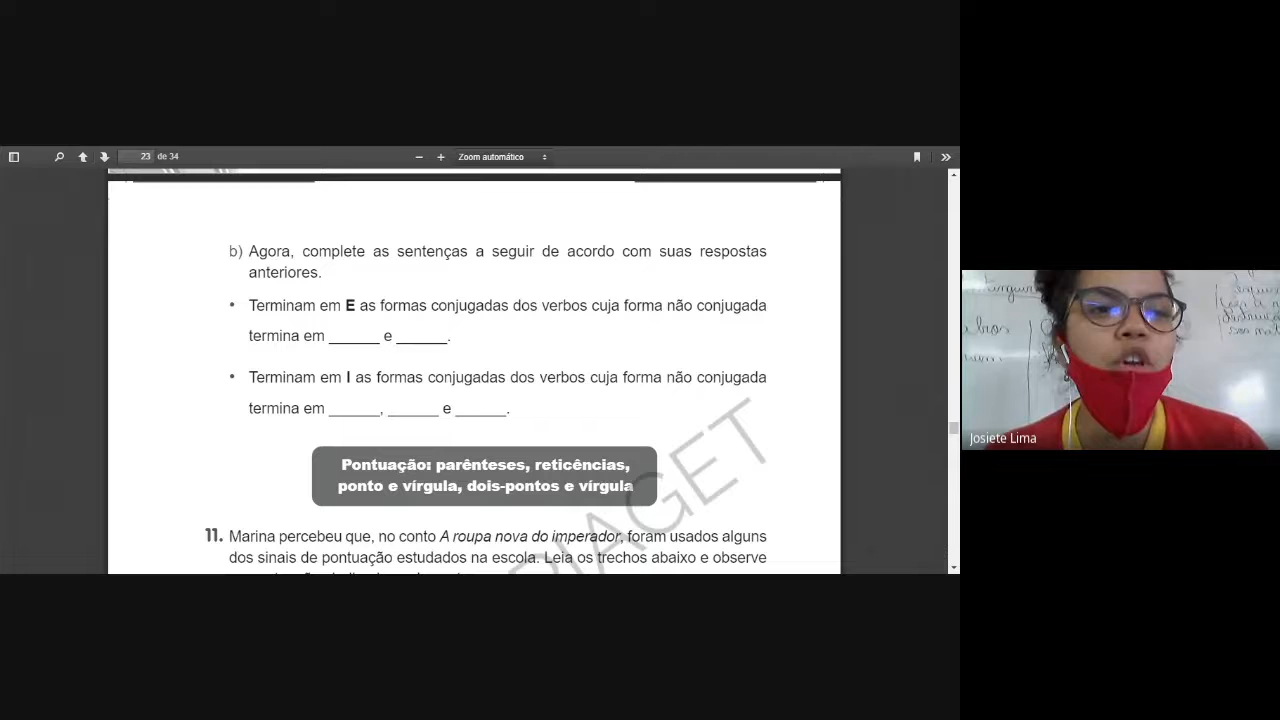 23 de 34
Zoom automático
b) Agora, complete as sentenças a seguir de acordo com suas respostas
anteriores.
• Terminam em E as formas conjugadas dos verbos cuja forma não conjugada
termina em ______ e ______.
• Terminam em I as formas conjugadas dos verbos cuja forma não conjugada
termina em ______, ______ e ______.
Pontuação: parênteses, reticências,
ponto e vírgula, dois-pontos e vírgula
11. Marina percebeu que, no conto A roupa nova do imperador, foram usados alguns
dos sinais de pontuação estudados na escola. Leia os trechos abaixo e observe
PIAGET
Josiete Lima